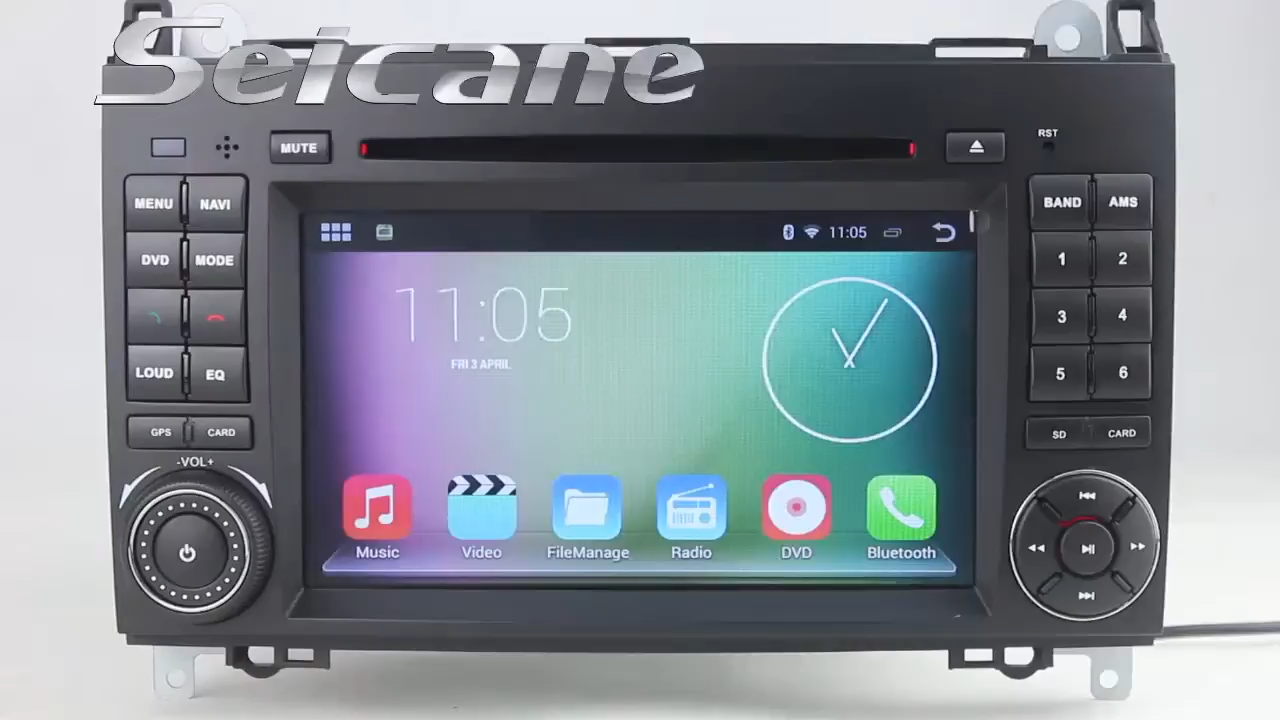 Seicane
MUTE
RST
MENU NAVI
BAND AMS
DVD MODE
1 2
3 4
LOUD EQ
5 6
GPS CARD
SD CARD
-VOL+
11:05
11:05
FRI 3 APRIL
Music Video FileManage Radio DVD Bluetooth